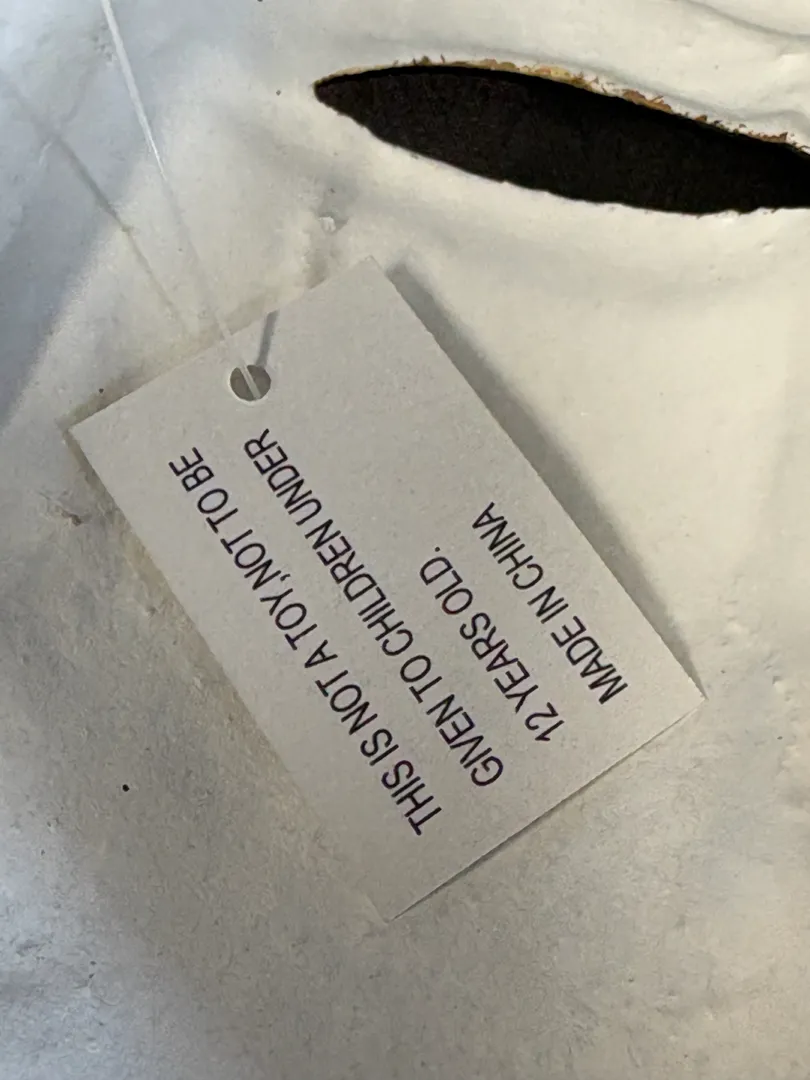 THIS IS NOT A TOY,NOT TO BE
GIVEN TO CHILDREN UNDER
12 YEARS OLD.
MADE IN CHINA